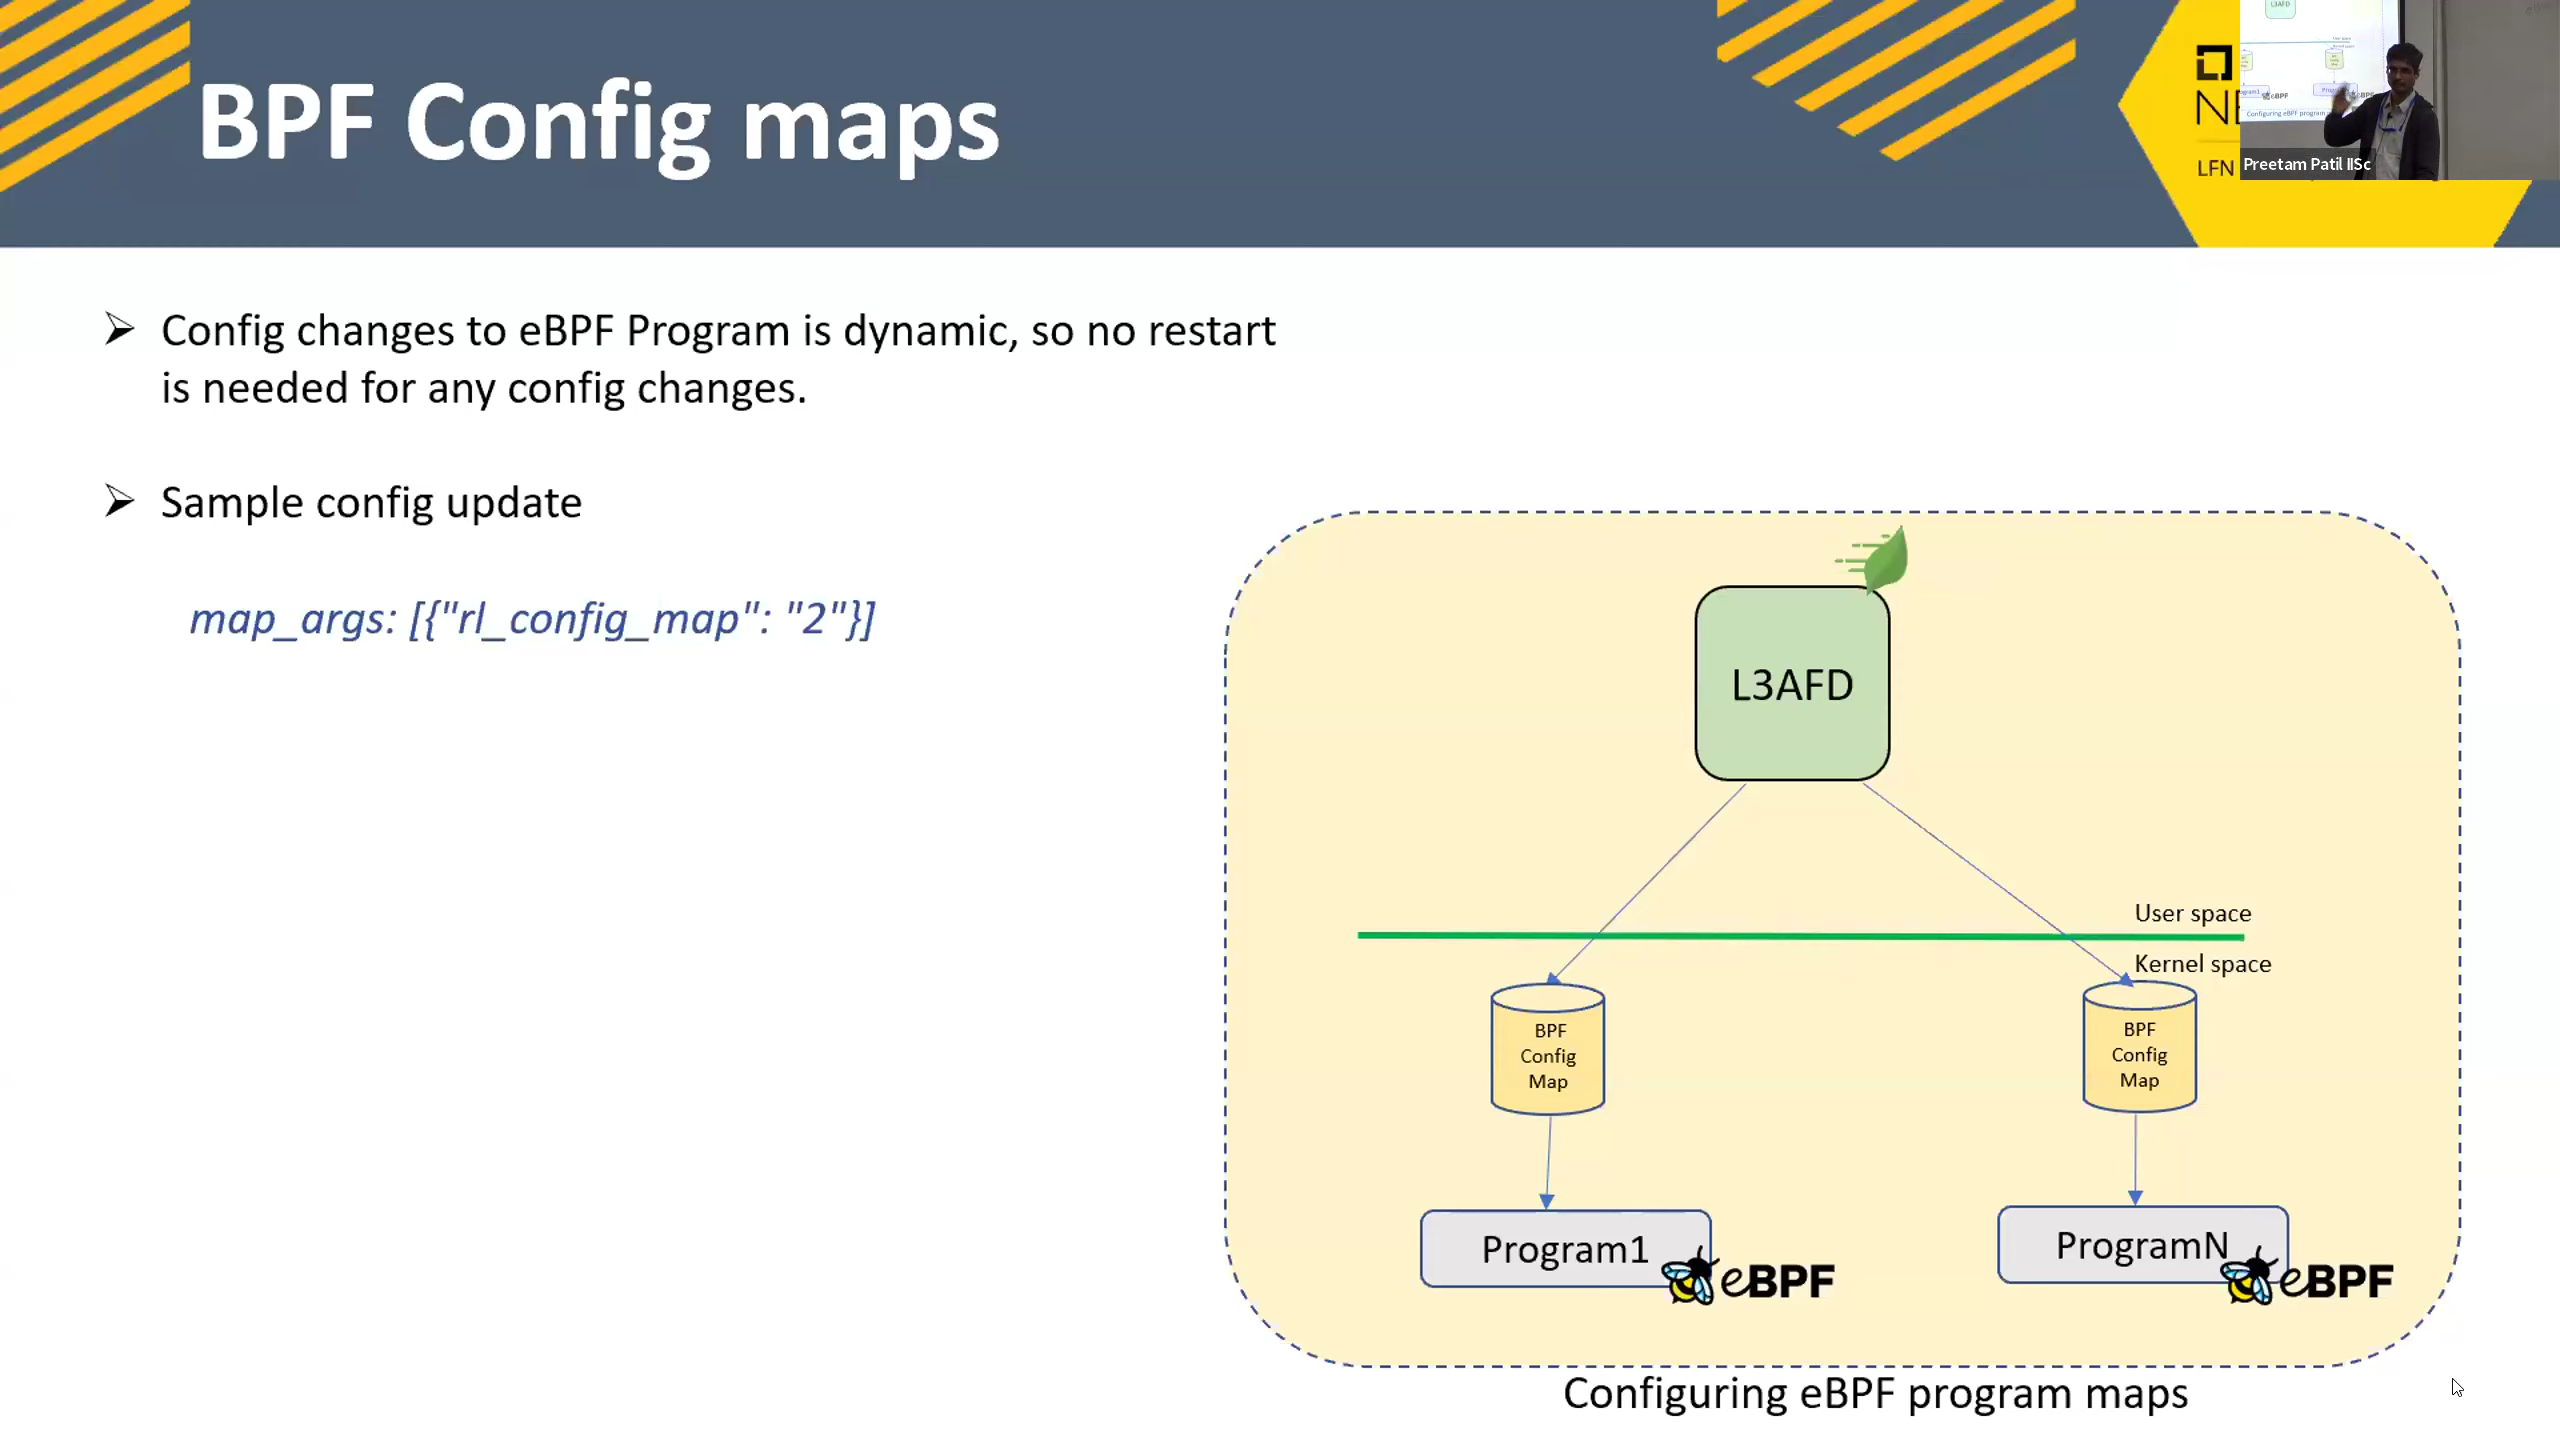 BPF Config maps
NE
LFN
L3AFD
Preetam Patil IISc
➢ Config changes to eBPF Program is dynamic, so no restart
is needed for any config changes.
➢ Sample config update
map_args: [{"rl_config_map": "2"}]
L3AFD
User space
Kernel space
BPF
Config
Map
BPF
Config
Map
Program1
eBPF
ProgramN
eBPF
Configuring eBPF program maps